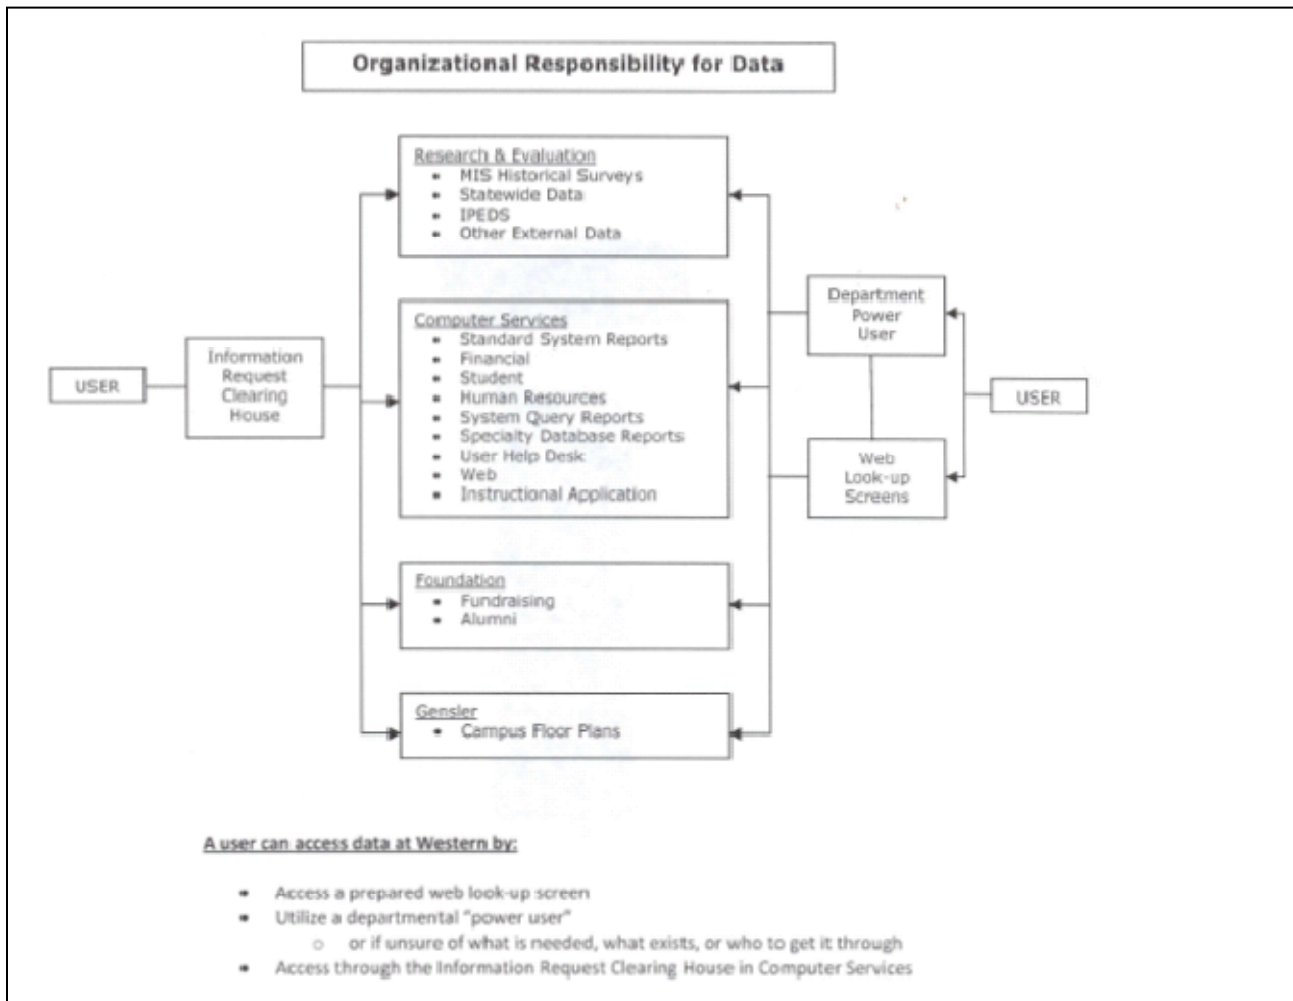 Organizational Responsibility for Data
Research & Evaluation
MIS Historical Surveys
Statewide Data
IPEDS
Other External Data
Computer Services
Standard System Reports
Financial
Student
Human Resources
System Query Reports
Specialty Database Reports
User Help Desk
Web
Instructional Application
Foundation
Fundraising
Alumni
Gensler
Campus Floor Plans
USER
Information
Request
Clearing
House
Department
Power
User
Web
Look-up
Screens
USER
A user can access data at Western by:
Access a prepared web look-up screen
Utilize a departmental "power user"
or if unsure of what is needed, what exists, or who to get it through
Access through the Information Request Clearing House in Computer Services